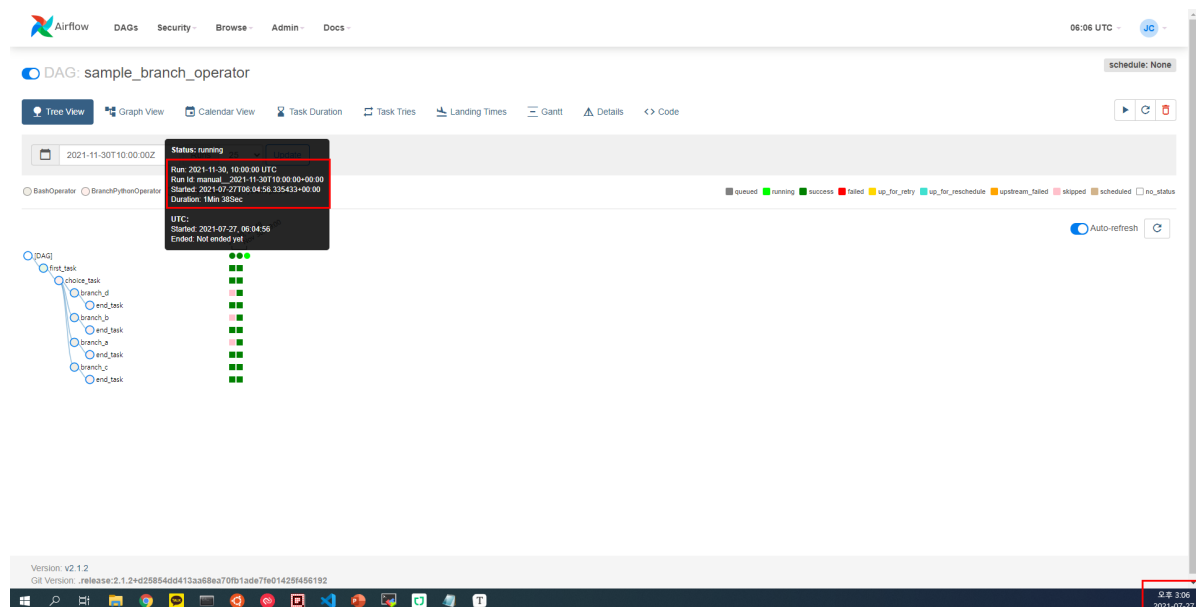 Airflow DAGs Security Browse Admin Docs 06:06 UTC JC
DAG: sample_branch_operator schedule: None
Tree View Graph View Calendar View Task Duration Task Tries Landing Times Gantt Details <> Code
2021-11-30T10:00:00Z 25 Update
Status: running
Run: 2021-11-30, 10:00:00 UTC
Run Id: manual__2021-11-30T10:00:00+00:00
Started: 2021-07-27T06:04:56.335433+00:00
Duration: 1Min 38Sec
UTC:
Started: 2021-07-27, 06:04:56
Ended: Not ended yet
BashOperator BranchPythonOperator queued running success failed up_for_retry up_for_reschedule upstream_failed skipped scheduled no_status
Auto-refresh
[DAG]
first_task
choice_task
branch_d
end_task
branch_b
end_task
branch_a
end_task
branch_c
end_task
Version: v2.1.2
Git Version: .release:2.1.2+d25854dd413aa68ea70fb1ade7fe01425f456192
오후 3:06
2021-07-27